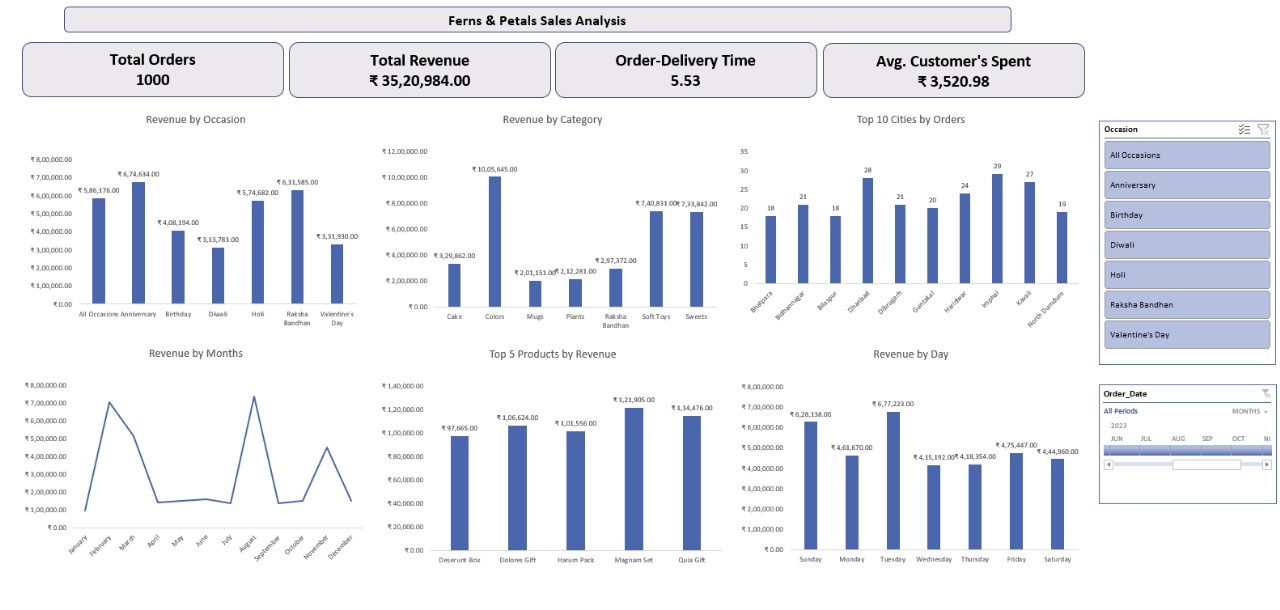 Ferns & Petals Sales Analysis
Total Orders
1000
Total Revenue
₹ 35,20,984.00
Order-Delivery Time
5.53
Avg. Customer's Spent
₹ 3,520.98
Revenue by Occasion
₹ 8,00,000.00
₹ 7,00,000.00
₹ 6,00,000.00
₹ 5,00,000.00
₹ 4,00,000.00
₹ 3,00,000.00
₹ 2,00,000.00
₹ 1,00,000.00
₹ 0.00
₹ 5,86,176.00
₹ 6,74,634.00
₹ 4,08,194.00
₹ 3,13,783.00
₹ 5,74,682.00
₹ 6,31,585.00
₹ 3,31,930.00
All Occasions
Anniversary
Birthday
Diwali
Holi
Raksha
Bandhan
Valentine's
Day
Revenue by Category
₹ 12,00,000.00
₹ 10,00,000.00
₹ 8,00,000.00
₹ 6,00,000.00
₹ 4,00,000.00
₹ 2,00,000.00
₹ 0.00
₹ 3,29,862.00
₹ 10,05,645.00
₹ 2,01,151.00
₹ 2,12,281.00
₹ 2,97,372.00
₹ 7,40,831.00
₹ 7,33,842.00
Cake
Colors
Mugs
Plants
Raksha
Bandhan
Soft Toys
Sweets
Top 10 Cities by Orders
35
30
25
20
15
10
5
0
18
21
18
28
21
20
24
29
27
19
Bhatpara
Bidhannagar
Bilaspur
Dhanbad
Dibrugarh
Guntakal
Haridwar
Imphal
Kavali
North Dumdum
Occasion
All Occasions
Anniversary
Birthday
Diwali
Holi
Raksha Bandhan
Valentine's Day
Revenue by Months
₹ 8,00,000.00
₹ 7,00,000.00
₹ 6,00,000.00
₹ 5,00,000.00
₹ 4,00,000.00
₹ 3,00,000.00
₹ 2,00,000.00
₹ 1,00,000.00
₹ 0.00
January
February
March
April
May
June
July
August
September
October
November
December
Top 5 Products by Revenue
₹ 1,40,000.00
₹ 1,20,000.00
₹ 1,00,000.00
₹ 80,000.00
₹ 60,000.00
₹ 40,000.00
₹ 20,000.00
₹ 0.00
₹ 97,665.00
₹ 1,06,624.00
₹ 1,01,556.00
₹ 1,21,905.00
₹ 1,14,476.00
Deserunt Box
Dolores Gift
Harum Pack
Magnam Set
Quia Gift
Revenue by Day
₹ 8,00,000.00
₹ 7,00,000.00
₹ 6,00,000.00
₹ 5,00,000.00
₹ 4,00,000.00
₹ 3,00,000.00
₹ 2,00,000.00
₹ 1,00,000.00
₹ 0.00
₹ 6,28,138.00
₹ 4,61,670.00
₹ 6,77,223.00
₹ 4,15,192.00
₹ 4,18,354.00
₹ 4,75,447.00
₹ 4,44,960.00
Sunday
Monday
Tuesday
Wednesday
Thursday
Friday
Saturday
Order_Date
All Periods
MONTHS
2023
JUN
JUL
AUG
SEP
OCT